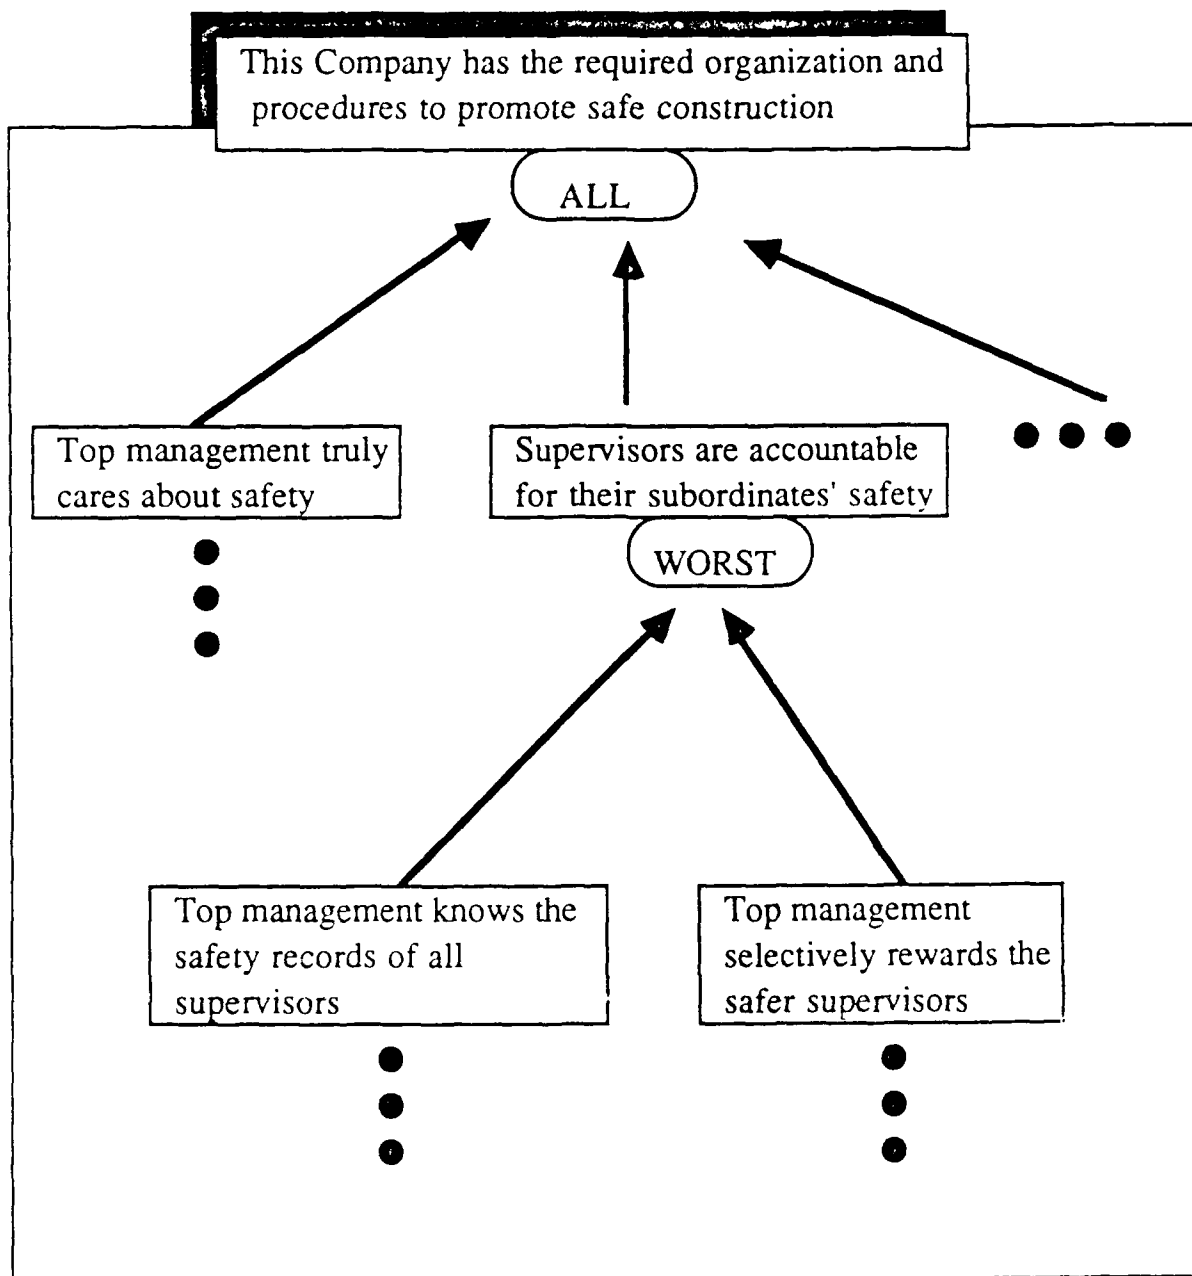 This Company has the required organization and
procedures to promote safe construction
ALL
Top management truly
cares about safety
Supervisors are accountable
for their subordinates' safety
WORST
Top management knows the
safety records of all
supervisors
Top management
selectively rewards the
safer supervisors